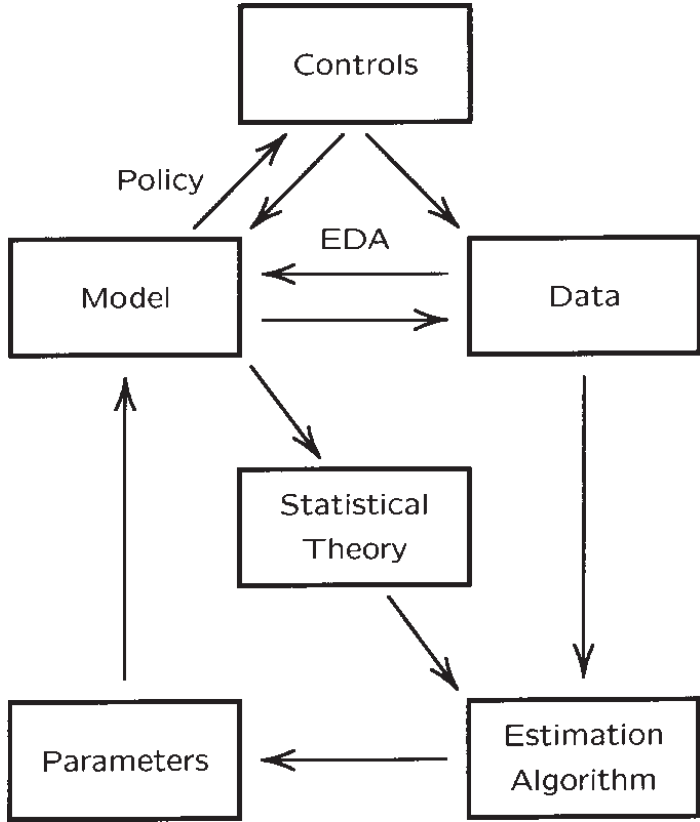 Controls
Policy
EDA
Model
Data
Statistical
Theory
Parameters
Estimation
Algorithm